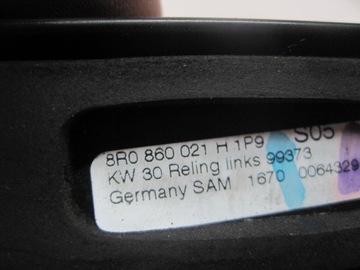 8R0 860 021 H 1P9 S05
KW 30 Reling links 99373
Germany SAM 1670 0064329